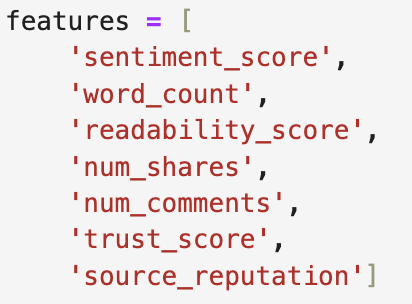 features = [
    'sentiment_score',
    'word_count',
    'readability_score',
    'num_shares',
    'num_comments',
    'trust_score',
    'source_reputation']